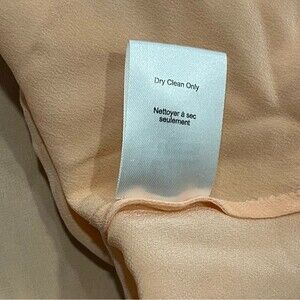 Dry Clean Only
Nettoyer à sec
seulement